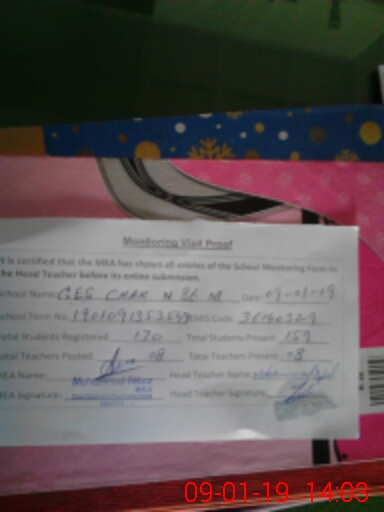 Monitoring Visit Proof
It is certified that the MEA has shown all entries of the School Monitoring Form to
the Head Teacher before its online submission.
School Name: GES CHAK N 86 M Date: 09-01-19
School Form No: EMIS Code:
Total Students Registered: 170 Total Students Present: 159
Total Teachers Posted: 08 Total Teachers Present: 08
MEA Name: Head Teacher Name:
MEA Signature: Head Teacher Signature:
09-01-19 14:03